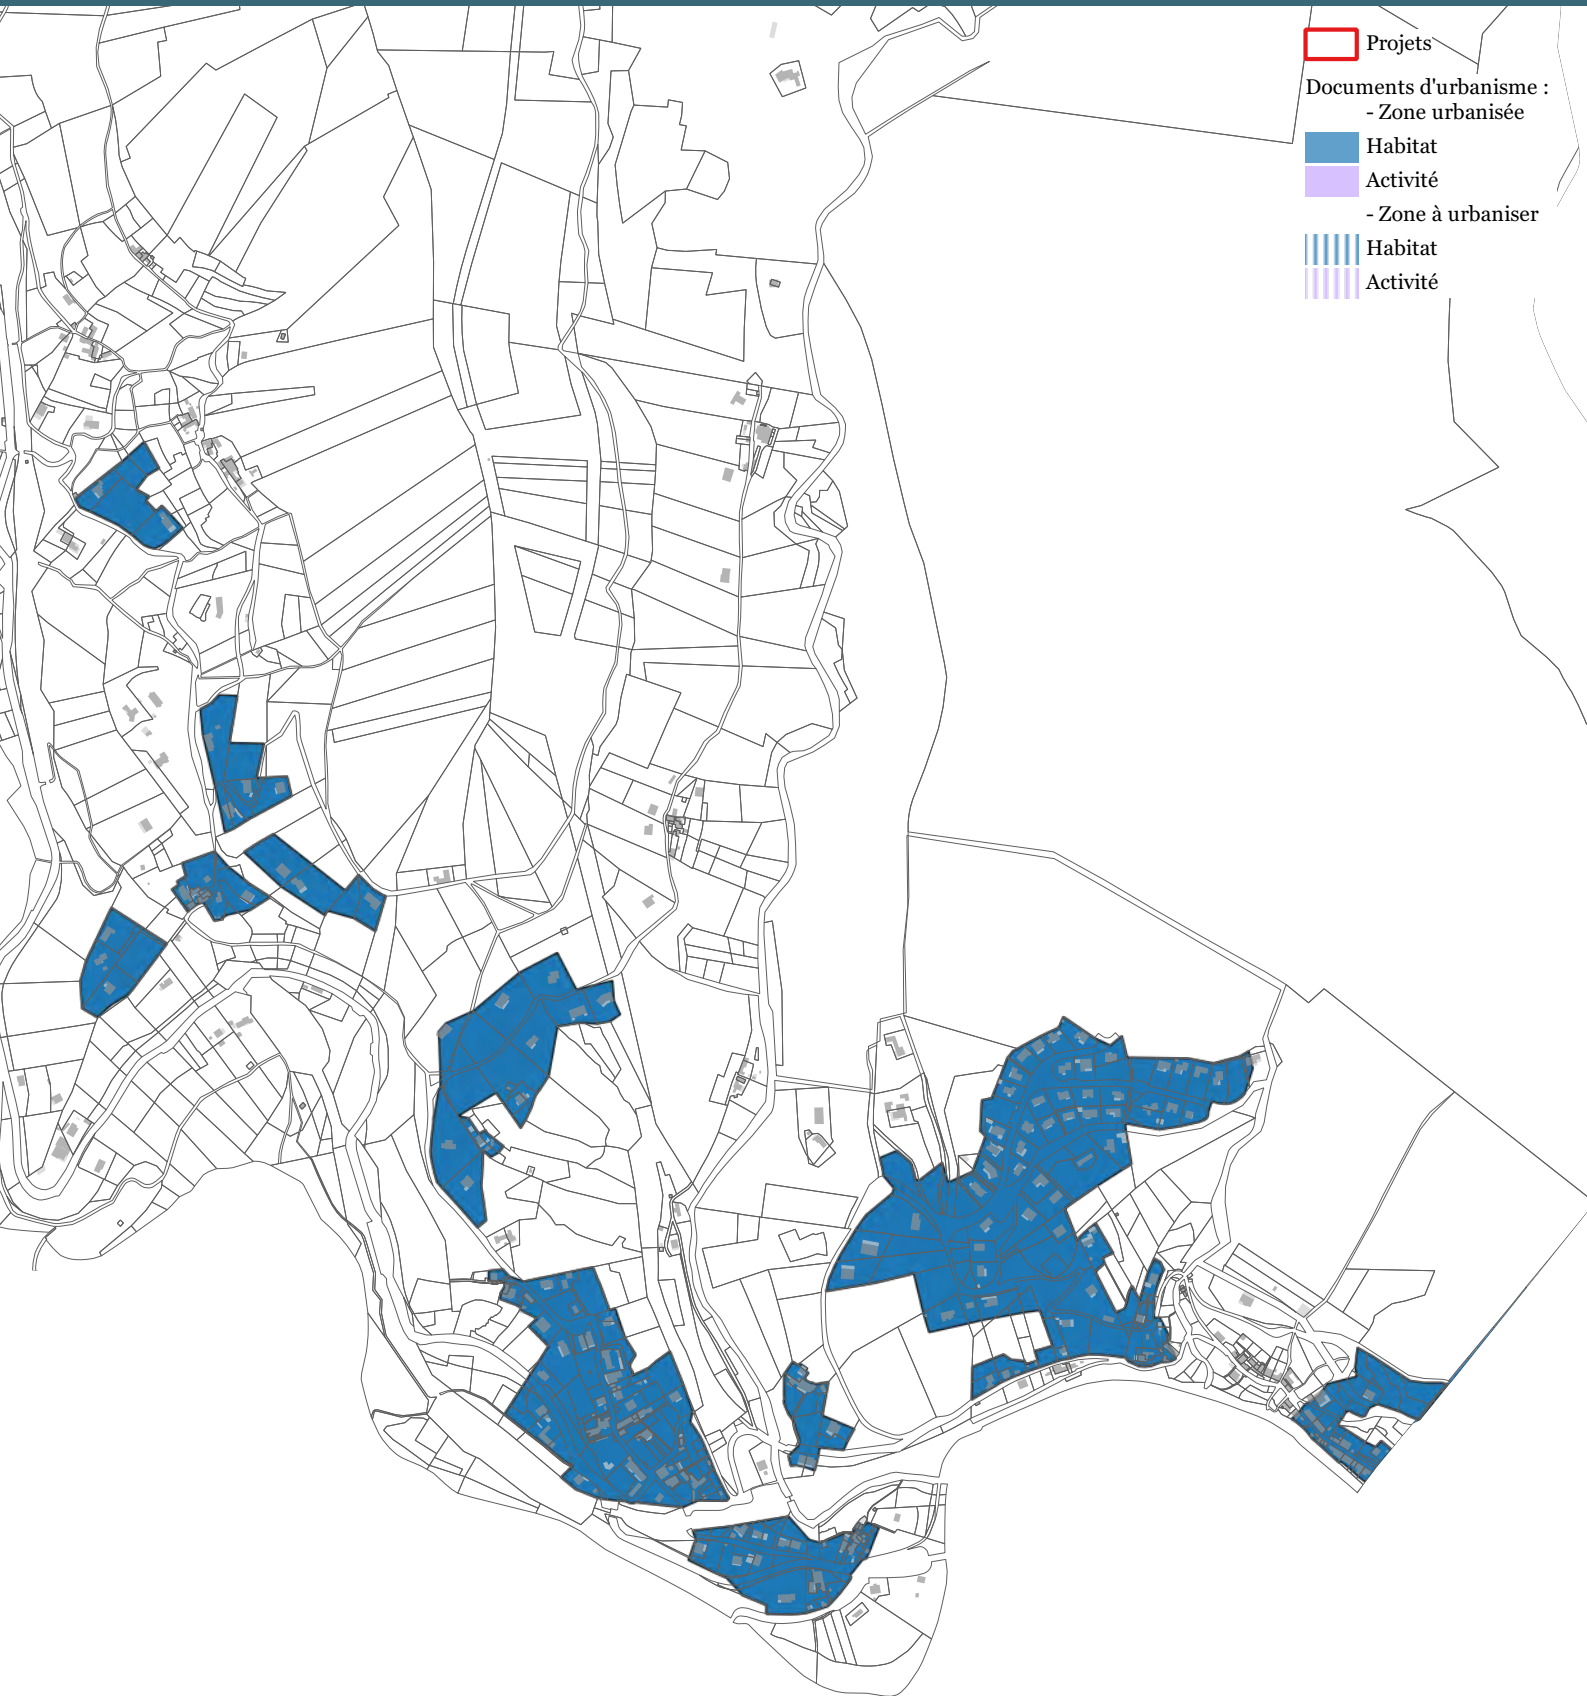 Projets
Documents d'urbanisme :
- Zone urbanisée
Habitat
Activité
- Zone à urbaniser
Habitat
Activité